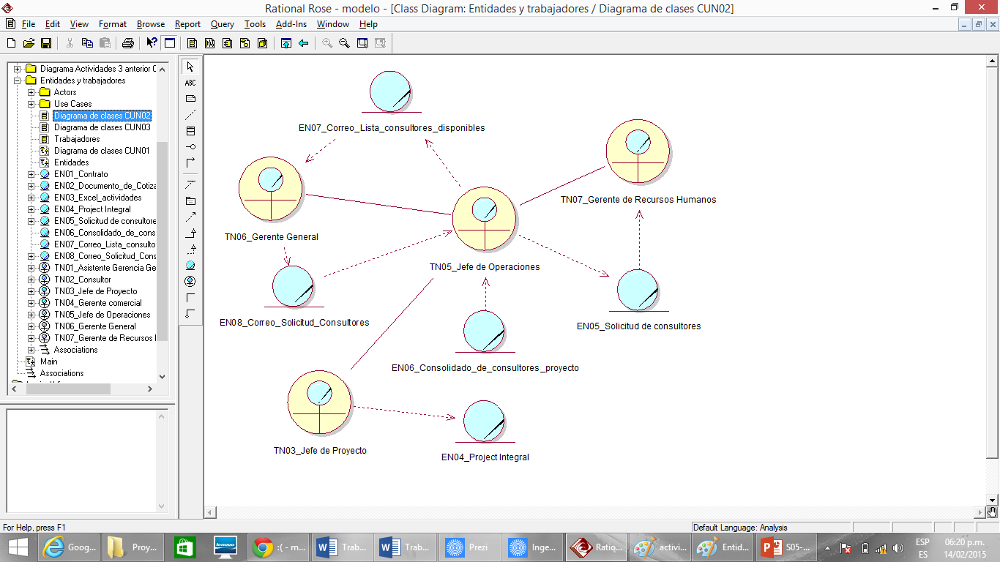 Rational Rose - modelo - [Class Diagram: Entidades y trabajadores / Diagrama de clases CUN02]
File Edit View Format Browse Report Query Tools Add-Ins Window Help
Diagrama Actividades 3 anterior C
Entidades y trabajadores
Actors
Use Cases
Diagrama de clases CUN02
Diagrama de clases CUN03
Trabajadores
Diagrama de clases CUN01
Entidades
EN01_Contrato
EN02_Documento_de_Cotiza
EN03_Excel_actividades
EN04_Project Integral
EN05_Solicitud de consultore
EN06_Consolidado_de_cons
EN07_Correo_Lista_consulto
EN08_Correo_Solicitud_Cons
TN01_Asistente Gerencia Ge
TN02_Consultor
TN03_Jefe de Proyecto
TN04_Gerente comercial
TN05_Jefe de Operaciones
TN06_Gerente General
TN07_Gerente de Recursos I
Associations
Main
Associations
ABC
EN07_Correo_Lista_consultores_disponibles
TN07_Gerente de Recursos Humanos
TN06_Gerente General
TN05_Jefe de Operaciones
EN08_Correo_Solicitud_Consultores
EN05_Solicitud de consultores
EN06_Consolidado_de_consultores_proyecto
TN03_Jefe de Proyecto
EN04_Project Integral
For Help, press F1
Default Language: Analysis
Goog...
Proy...
lenovo
:( - m...
Trab...
Trab...
Prezi
Inge...
Ratio...
activi...
Entid...
S05-...
ESP
ES
06:20 p.m.
14/02/2015